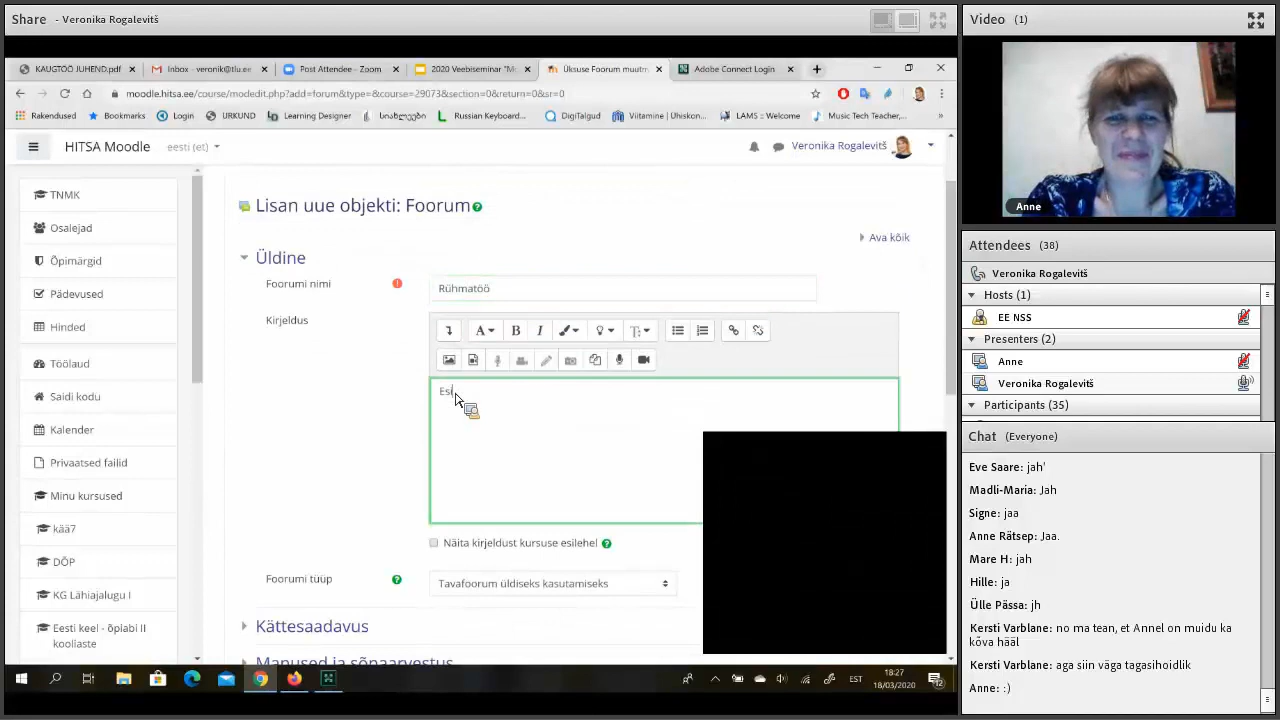 Share - Veronika Rogalevitš
KAUGTÖÖ JUHEND.pdf
Inbox - veronik@tlu.ee
Post Attendee - Zoom
2020 Veebiseminar "M
Üksuse Foorum muutm
Adobe Connect Login
moodle.hitsa.ee/course/modedit.php?add=forum&type=&course=29073&section=0&return=0&sr=0
Rakendused
Bookmarks
Login
URKUND
Learning Designer
სიახლეები
Russian Keyboard...
DigiTalgud
Viitamine | Ühiskon...
LAMS :: Welcome
Music Tech Teacher,...
HITSA Moodle
eesti (et)
Veronika Rogalevitš
TNMK
Osalejad
Õpimärgid
Pädevused
Hinded
Töölaud
Saidi kodu
Kalender
Privaatsed failid
Minu kursused
kää7
DÕP
KG Lähiajalugu I
Eesti keel - õpiabi II
kooliaste
Lisan uue objekti: Foorum
Ava kõik
Üldine
Foorumi nimi
Rühmatöö
Kirjeldus
Esi
Näita kirjeldust kursuse esilehel
Foorumi tüüp
Tavafoorum üldiseks kasutamiseks
Kättesaadavus
Manused ja sõnaarvestus
EST
18:27
18/03/2020
12
Video (1)
Anne
Attendees (38)
Veronika Rogalevitš
Hosts (1)
EE NSS
Presenters (2)
Anne
Veronika Rogalevitš
Participants (35)
Chat (Everyone)
Eve Saare: jah'
Madli-Maria: Jah
Signe: jaa
Anne Rätsep: Jaa.
Mare H: jah
Hille: ja
Ülle Pässa: jh
Kersti Varblane: no ma tean, et Annel on muidu ka
kõva hääl
Kersti Varblane: aga siin väga tagasihoidlik
Anne: :)